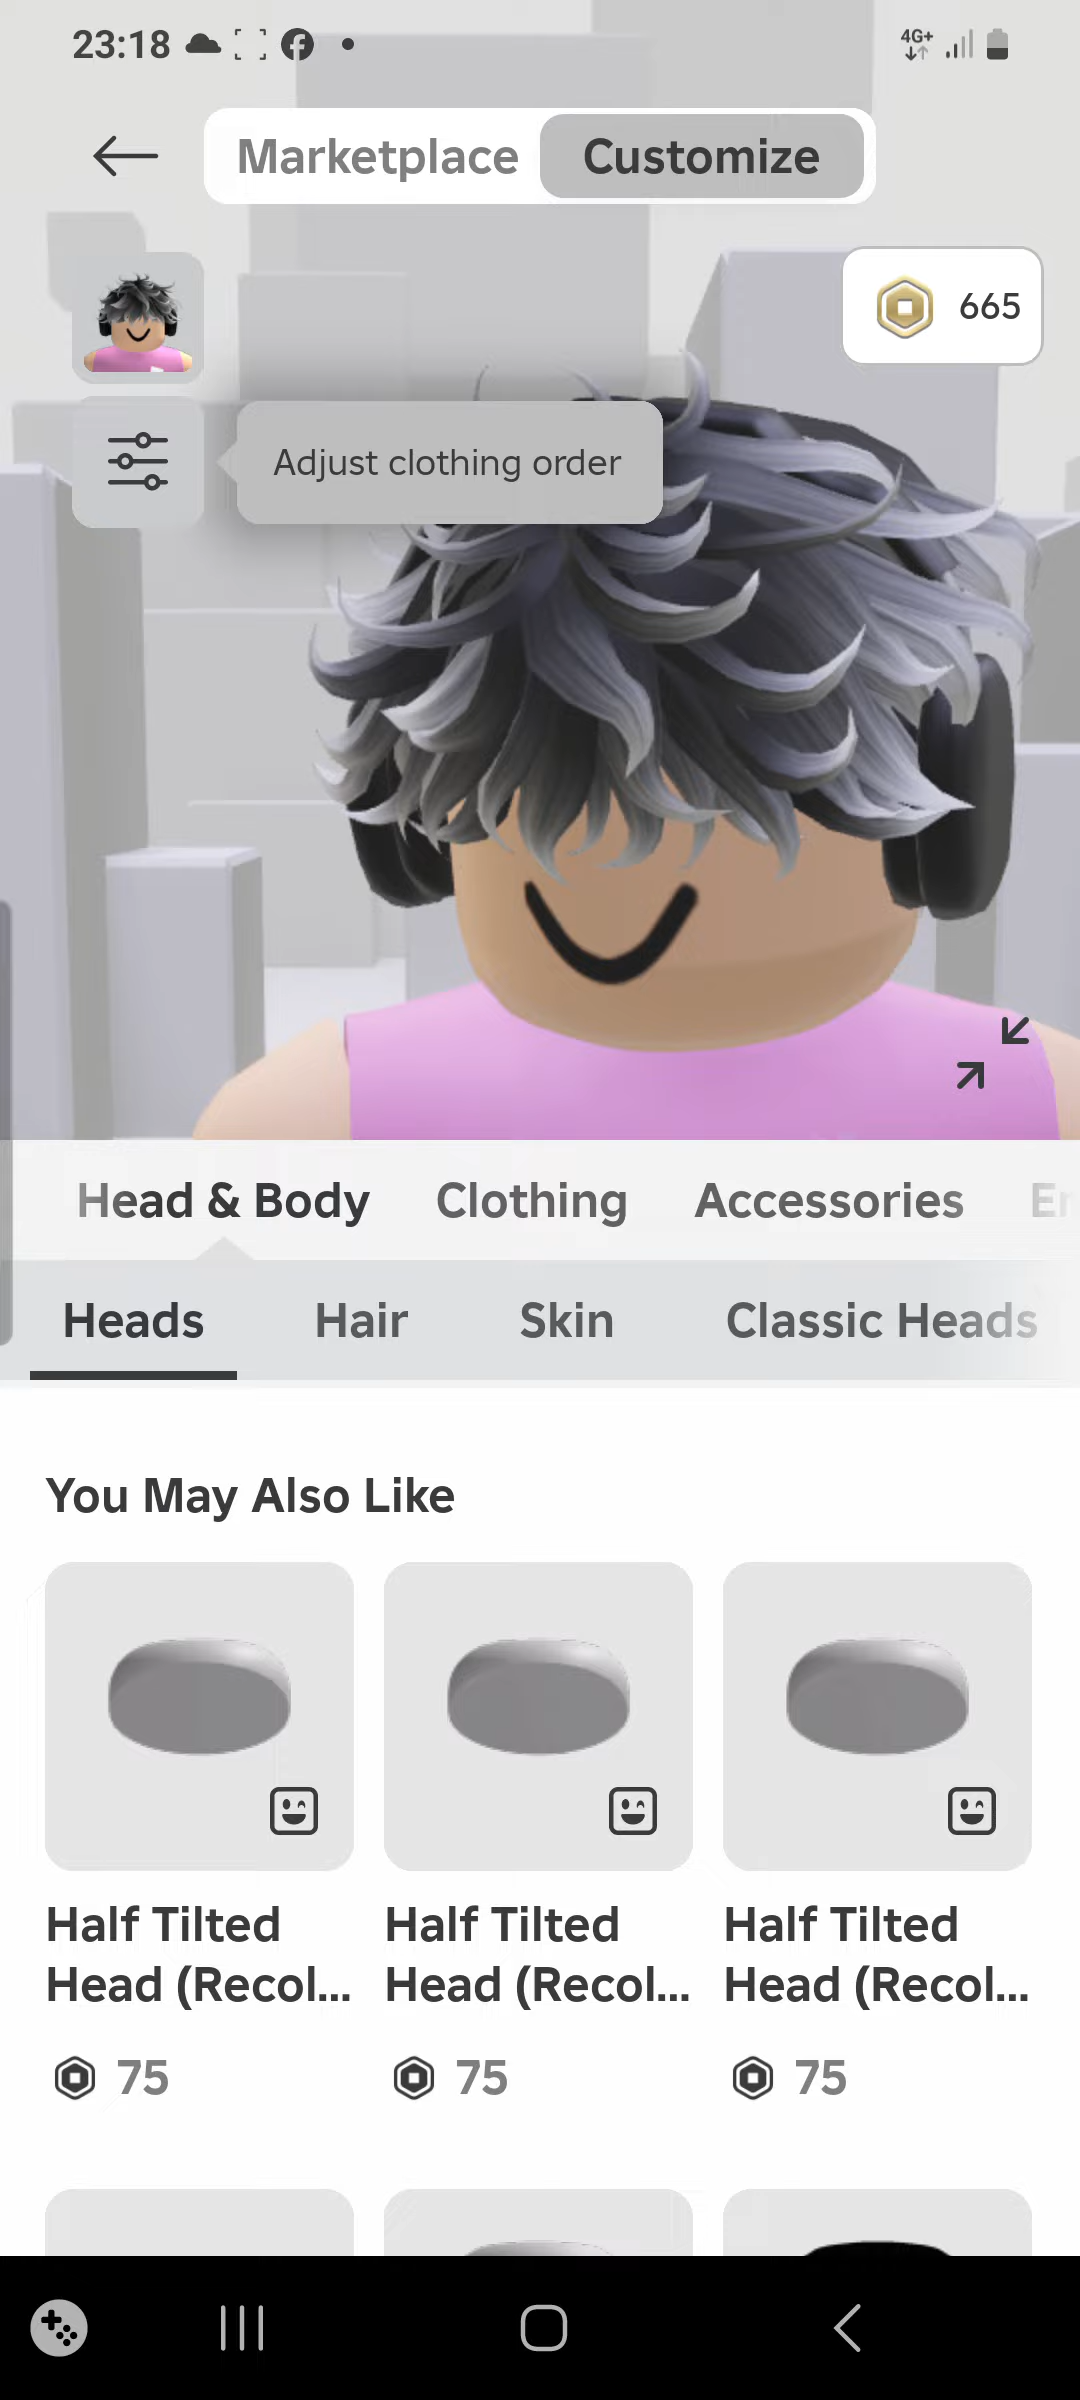 23:18
4G+
Marketplace
Customize
665
Adjust clothing order
Head & Body
Clothing
Accessories
Heads
Hair
Skin
Classic Heads
You May Also Like
Half Tilted
Head (Recol...
75
Half Tilted
Head (Recol...
75
Half Tilted
Head (Recol...
75